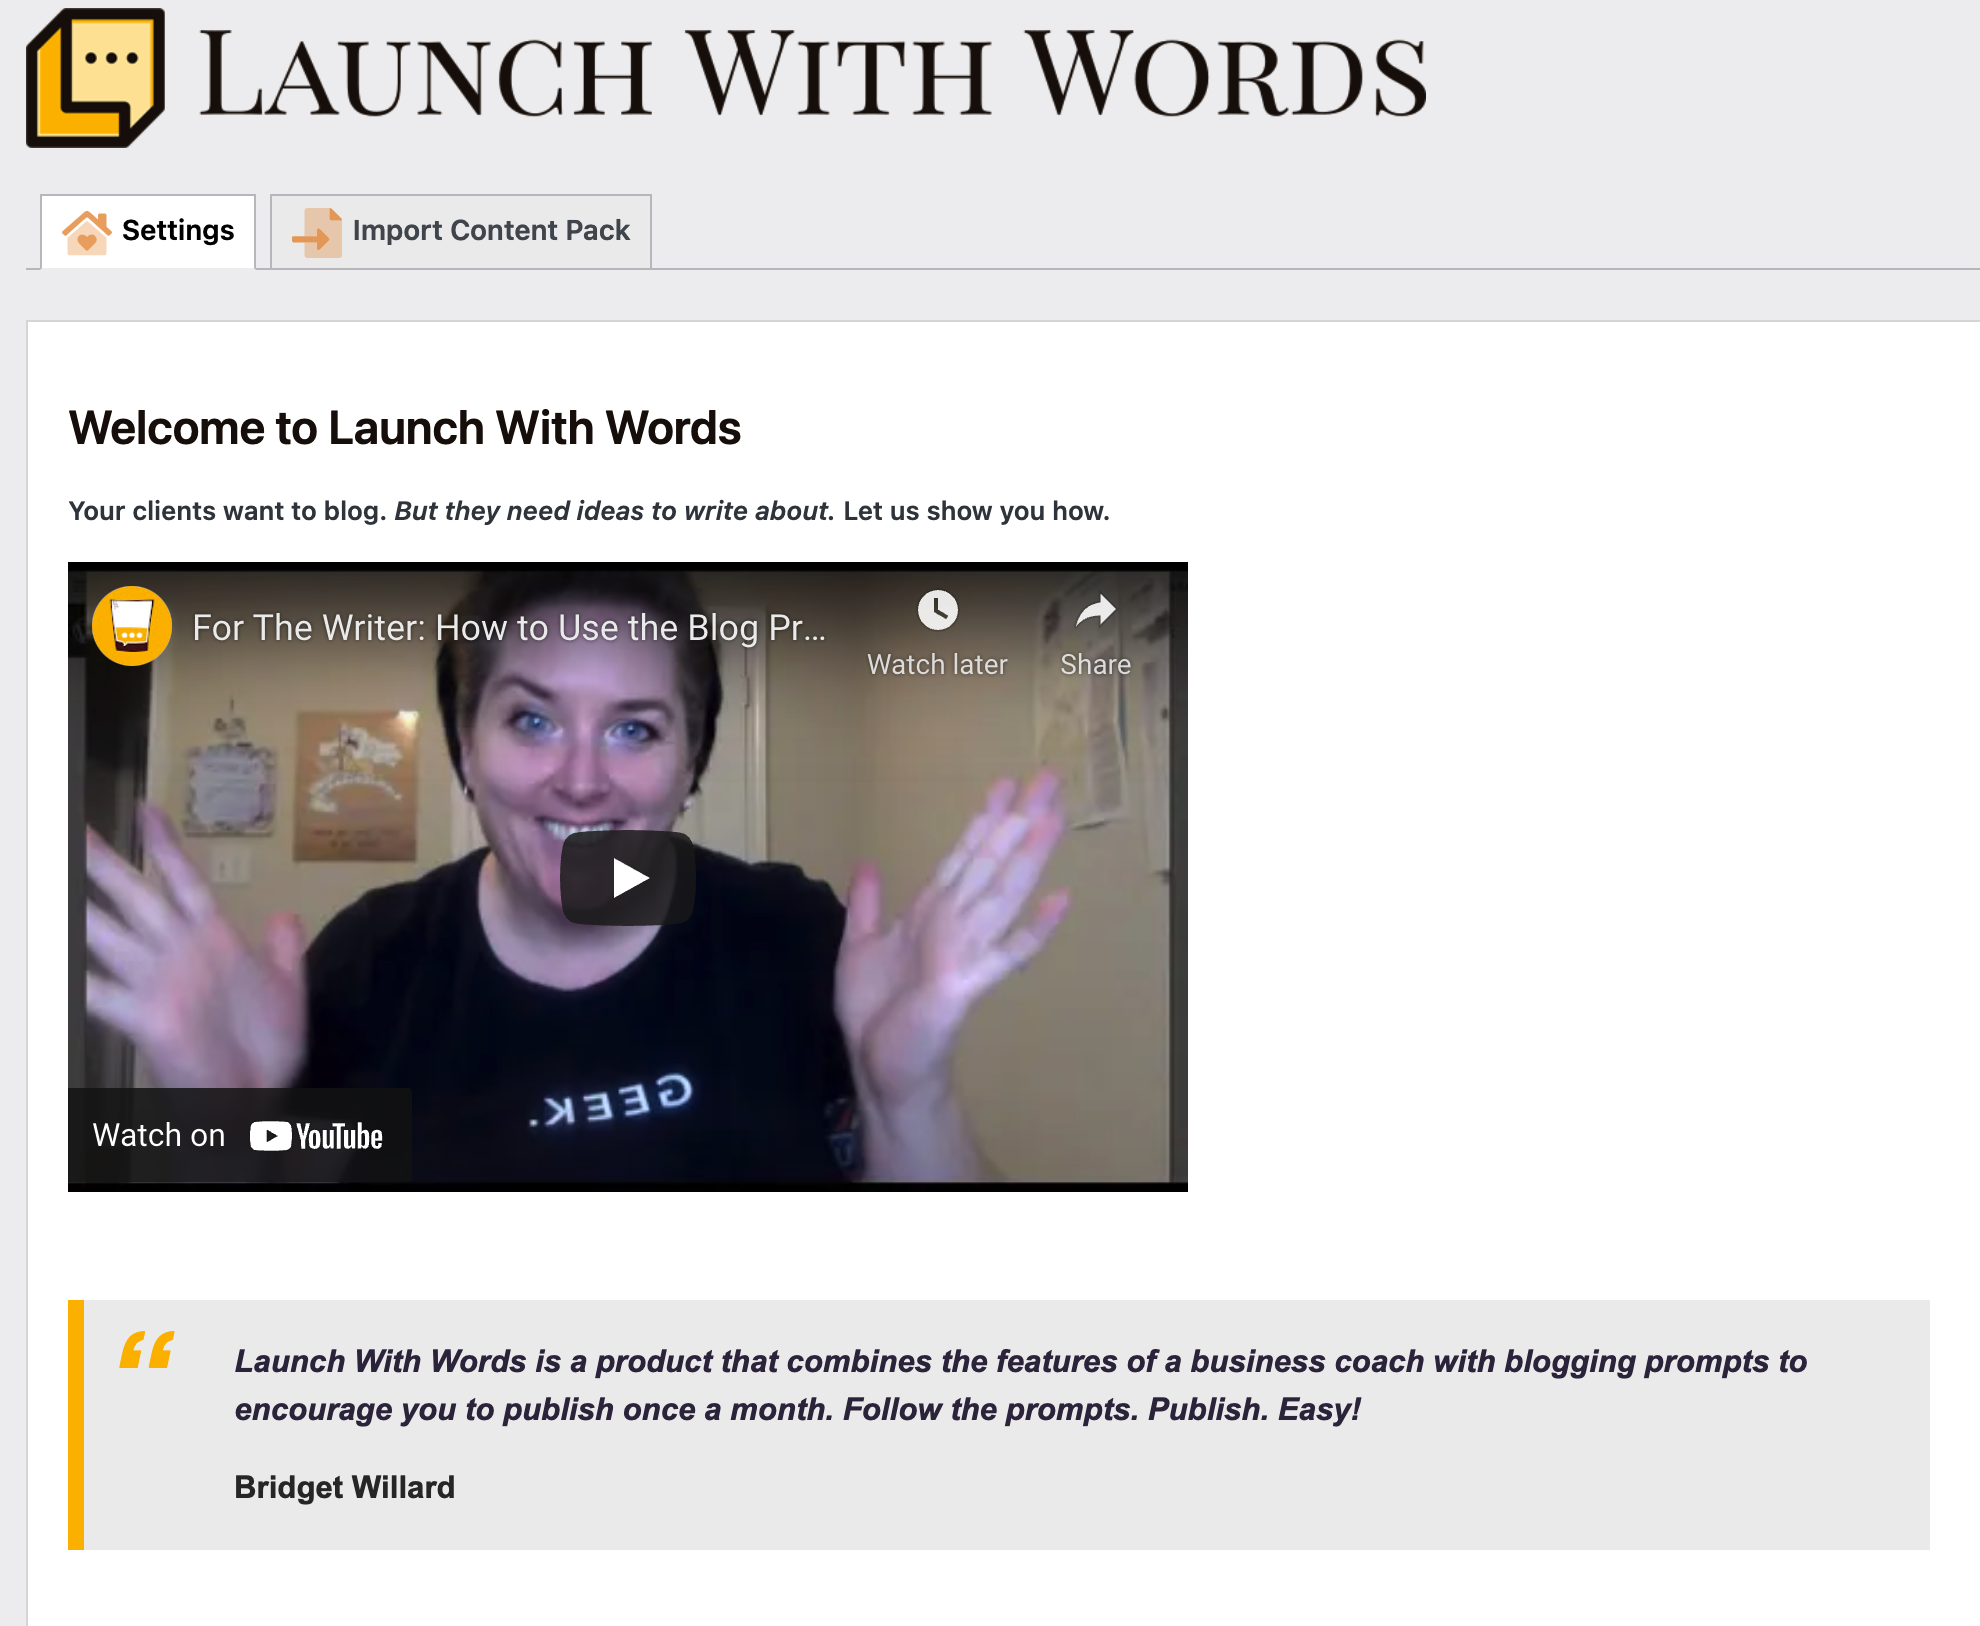 LAUNCH WITH WORDS
Settings
Import Content Pack
Welcome to Launch With Words
Your clients want to blog. But they need ideas to write about. Let us show you how.
For The Writer: How to Use the Blog Pr...
Watch later
Share
GEEK.
Watch on YouTube
“
Launch With Words is a product that combines the features of a business coach with blogging prompts to
encourage you to publish once a month. Follow the prompts. Publish. Easy!
Bridget Willard